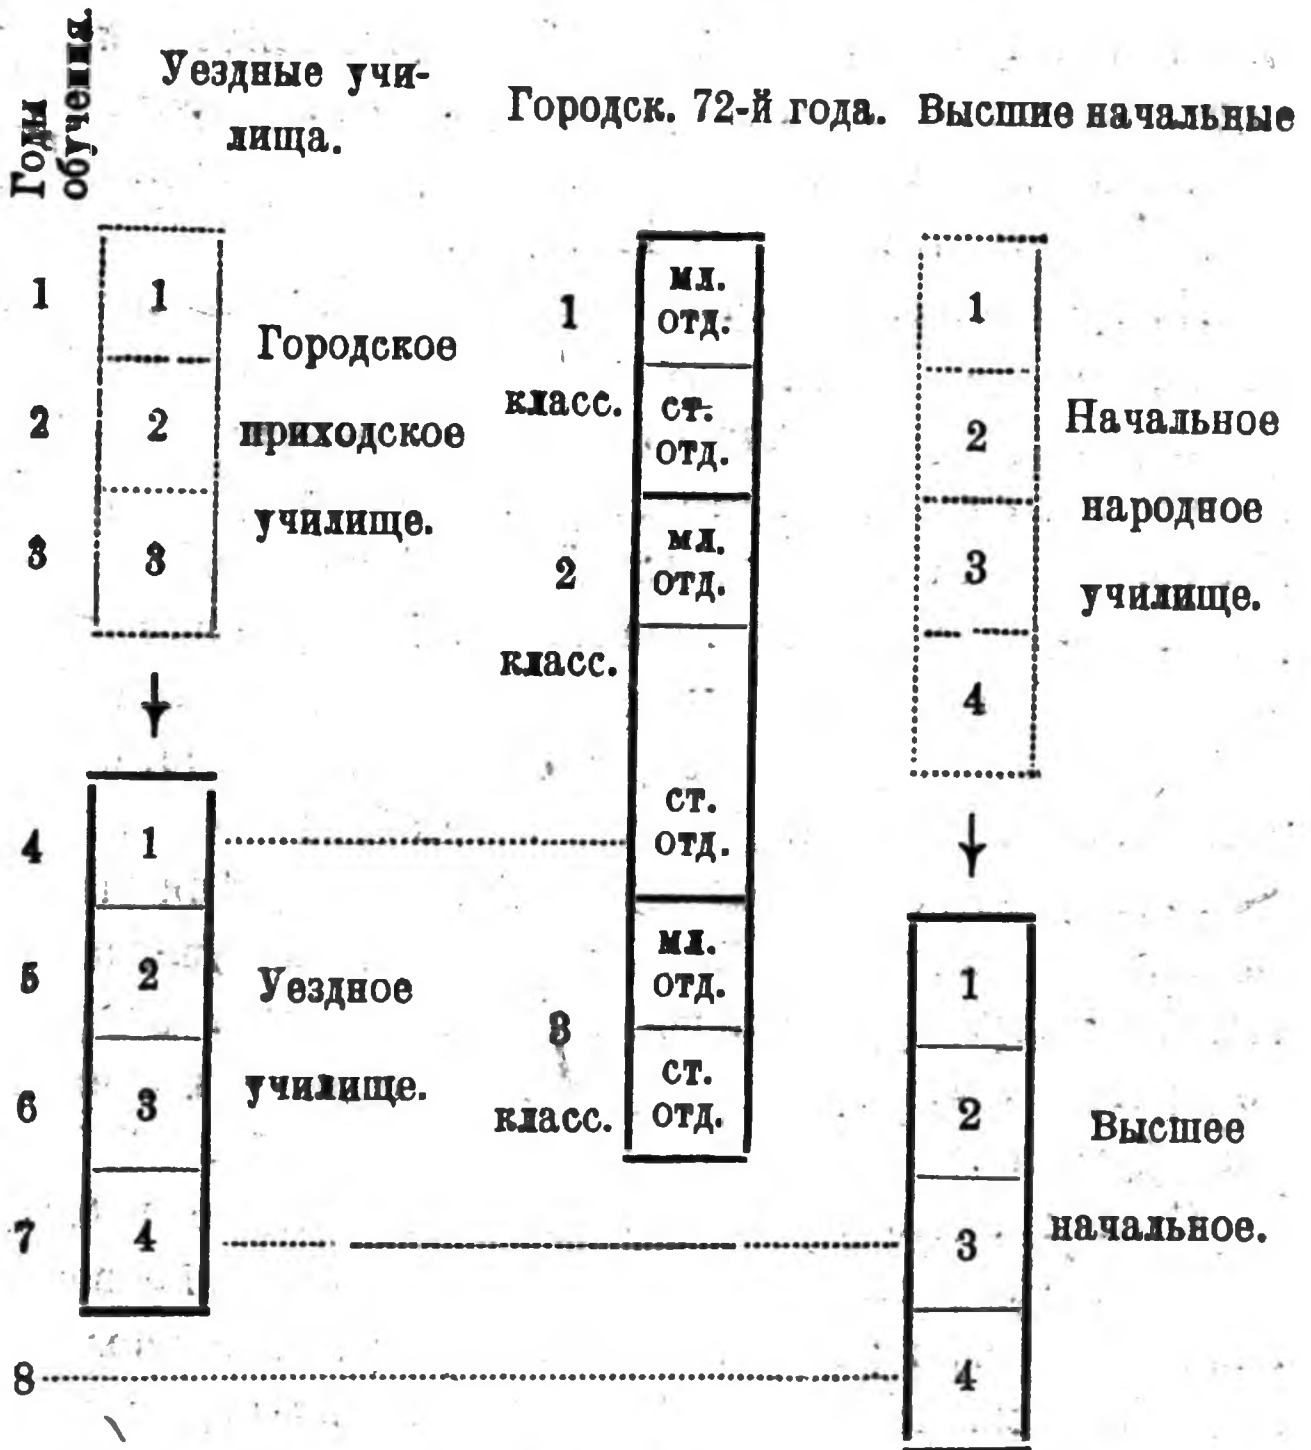 Годы
обучения.
Уездные учи-
лища.
Городск. 72-й года.
Высшие начальные
1
2
3
4
5
6
7
8
1
2
3
Городское
приходское
училище.
1
2
3
4
Уездное
училище.
1
класс.
2
класс.
3
класс.
мл.
отд.
ст.
отд.
мл.
отд.
ст.
отд.
мл.
отд.
ст.
отд.
1
2
3
4
Начальное
народное
училище.
1
2
3
4
Высшее
начальное.